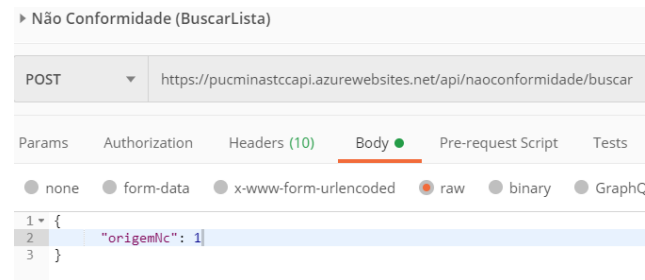 Não Conformidade (BuscarLista)
POST https://pucminastccapi.azurewebsites.net/api/naoconformidade/buscar
Params Authorization Headers (10) Body Pre-request Script Tests
none form-data x-www-form-urlencoded raw binary GraphQ
1 {
2 "origemNc": 1
3 }